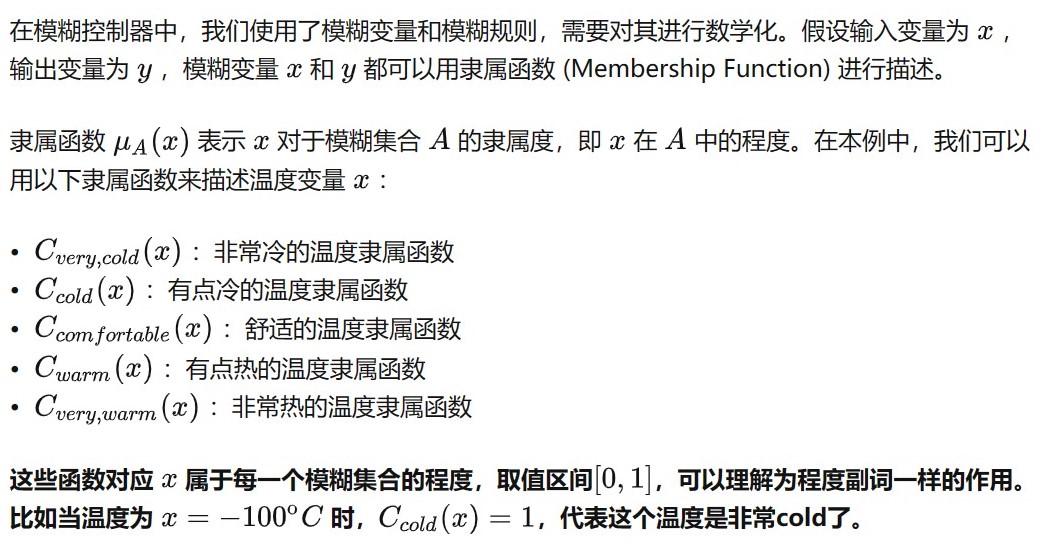 在模糊控制器中，我们使用了模糊变量和模糊规则，需要对其进行数学化。假设输入变量为 x ，
输出变量为 y ，模糊变量 x 和 y 都可以用隶属函数 (Membership Function) 进行描述。
隶属函数 μ_A(x) 表示 x 对于模糊集合 A 的隶属度，即 x 在 A 中的程度。在本例中，我们可以
用以下隶属函数来描述温度变量 x ：
• C_{very,cold}(x) ：非常冷的温度隶属函数
• C_{cold}(x) ：有点冷的温度隶属函数
• C_{comfortable}(x) ：舒适的温度隶属函数
• C_{warm}(x) ：有点热的温度隶属函数
• C_{very,warm}(x) ：非常热的温度隶属函数
这些函数对应 x 属于每一个模糊集合的程度，取值区间[0, 1]，可以理解为程度副词一样的作用。
比如当温度为 x = −100°C 时，C_{cold}(x) = 1，代表这个温度是非常cold了。